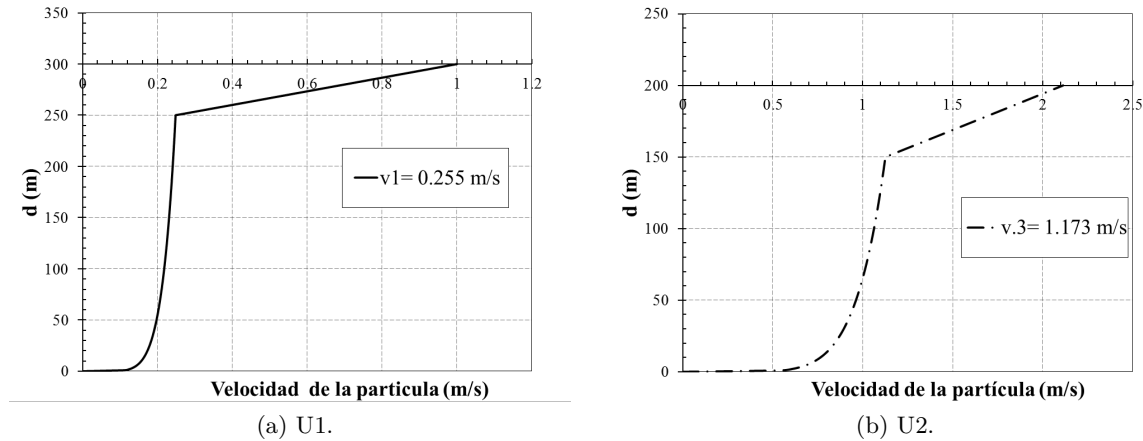 350
300
250
200
150
100
50
0
0 0.2 0.4 0.6 0.8 1 1.2
d (m)
v1= 0.255 m/s
Velocidad de la particula (m/s)
(a) U1.
250
200
150
100
50
0
0 0.5 1 1.5 2 2.5
d (m)
v.3= 1.173 m/s
Velocidad de la partícula (m/s)
(b) U2.